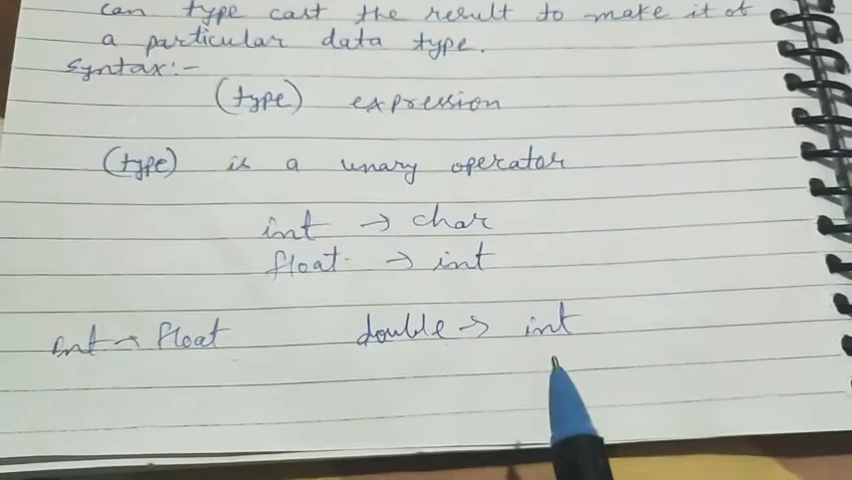 can type cast the result to make it of
a particular data type.
Syntax:-
(type) expression
(type) is a unary operator
int → char
float → int
int → float double → int